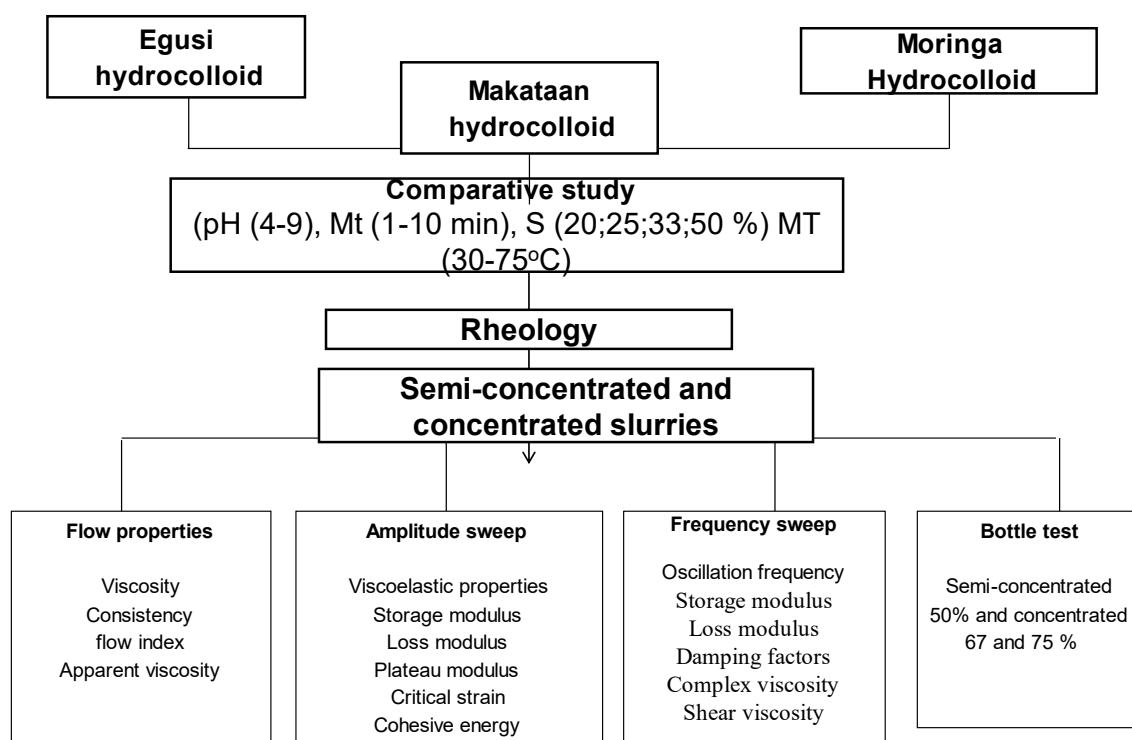 Egusi
hydrocolloid
Makataan
hydrocolloid
Moringa
Hydrocolloid
Comparative study
(pH (4-9), Mt (1-10 min), S (20;25;33;50 %) MT
(30-75ºC)
Rheology
Semi-concentrated and
concentrated slurries
Flow properties
Viscosity
Consistency
flow index
Apparent viscosity
Amplitude sweep
Viscoelastic properties
Storage modulus
Loss modulus
Plateau modulus
Critical strain
Cohesive energy
Frequency sweep
Oscillation frequency
Storage modulus
Loss modulus
Damping factors
Complex viscosity
Shear viscosity
Bottle test
Semi-concentrated
50% and concentrated
67 and 75 %